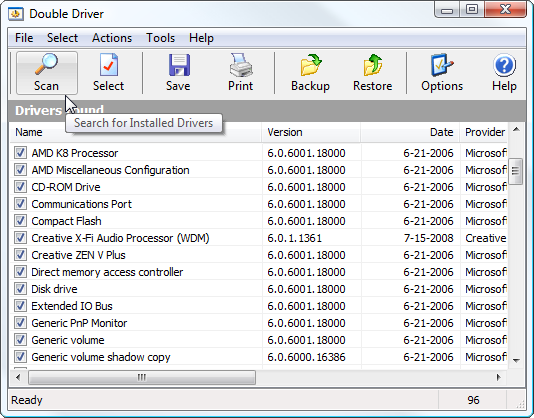 Double Driver
File Select Actions Tools Help
Scan Select Save Print Backup Restore Options Help
Drivers ound
Search for Installed Drivers
Name Version Date Provider
AMD K8 Processor 6.0.6001.18000 6-21-2006 Microsof
AMD Miscellaneous Configuration 6.0.6001.18000 6-21-2006 Microsof
CD-ROM Drive 6.0.6001.18000 6-21-2006 Microsof
Communications Port 6.0.6001.18000 6-21-2006 Microsof
Compact Flash 6.0.6001.18000 6-21-2006 Microsof
Creative X-Fi Audio Processor (WDM) 6.0.1.1361 7-15-2008 Creative
Creative ZEN V Plus 6.0.6001.18000 6-21-2006 Microsof
Direct memory access controller 6.0.6001.18000 6-21-2006 Microsof
Disk drive 6.0.6001.18000 6-21-2006 Microsof
Extended IO Bus 6.0.6001.18000 6-21-2006 Microsof
Generic PnP Monitor 6.0.6001.18000 6-21-2006 Microsof
Generic volume 6.0.6001.18000 6-21-2006 Microsof
Generic volume shadow copy 6.0.6000.16386 6-21-2006 Microsof
Ready 96